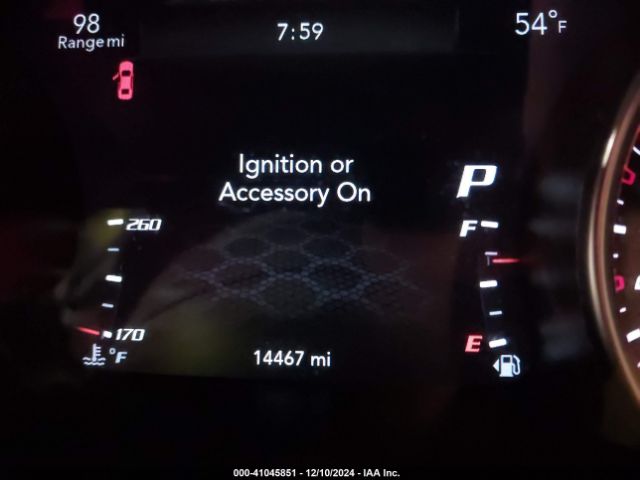 98
Range mi
7:59
54°F
Ignition or
Accessory On
P
260
F
170
E
°F
14467 mi
000-41045851 - 12/10/2024 - IAA Inc.